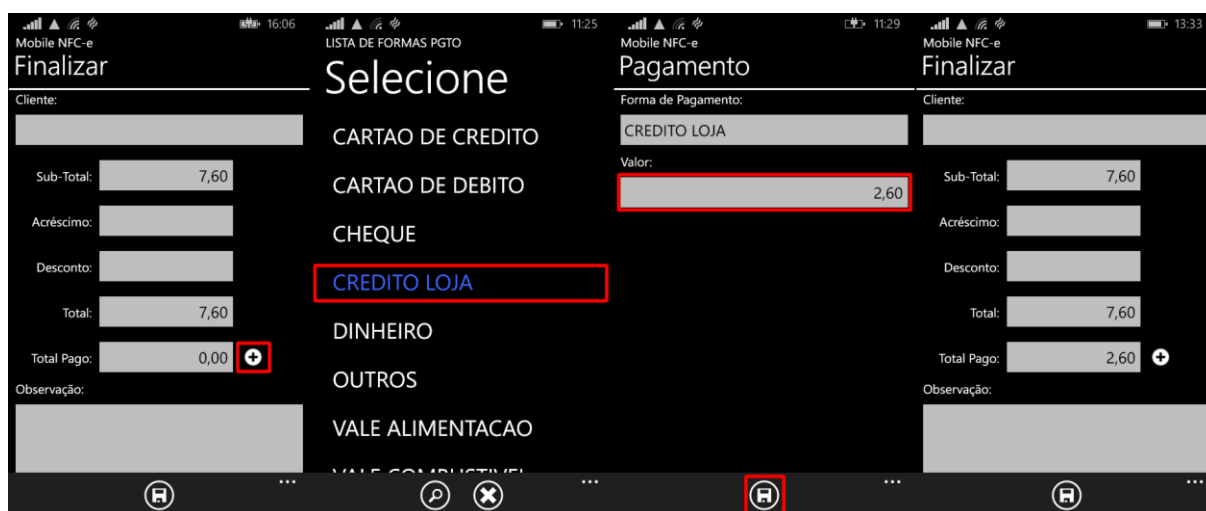 16:06
Mobile NFC-e
Finalizar
Cliente:
Sub-Total: 7,60
Acréscimo:
Desconto:
Total: 7,60
Total Pago: 0,00
Observação:
11:25
LISTA DE FORMAS PGTO
Selecione
CARTAO DE CREDITO
CARTAO DE DEBITO
CHEQUE
CREDITO LOJA
DINHEIRO
OUTROS
VALE ALIMENTACAO
VALE COMBUSTIVEL
11:29
Mobile NFC-e
Pagamento
Forma de Pagamento:
CREDITO LOJA
Valor:
2,60
13:33
Mobile NFC-e
Finalizar
Cliente:
Sub-Total: 7,60
Acréscimo:
Desconto:
Total: 7,60
Total Pago: 2,60
Observação: